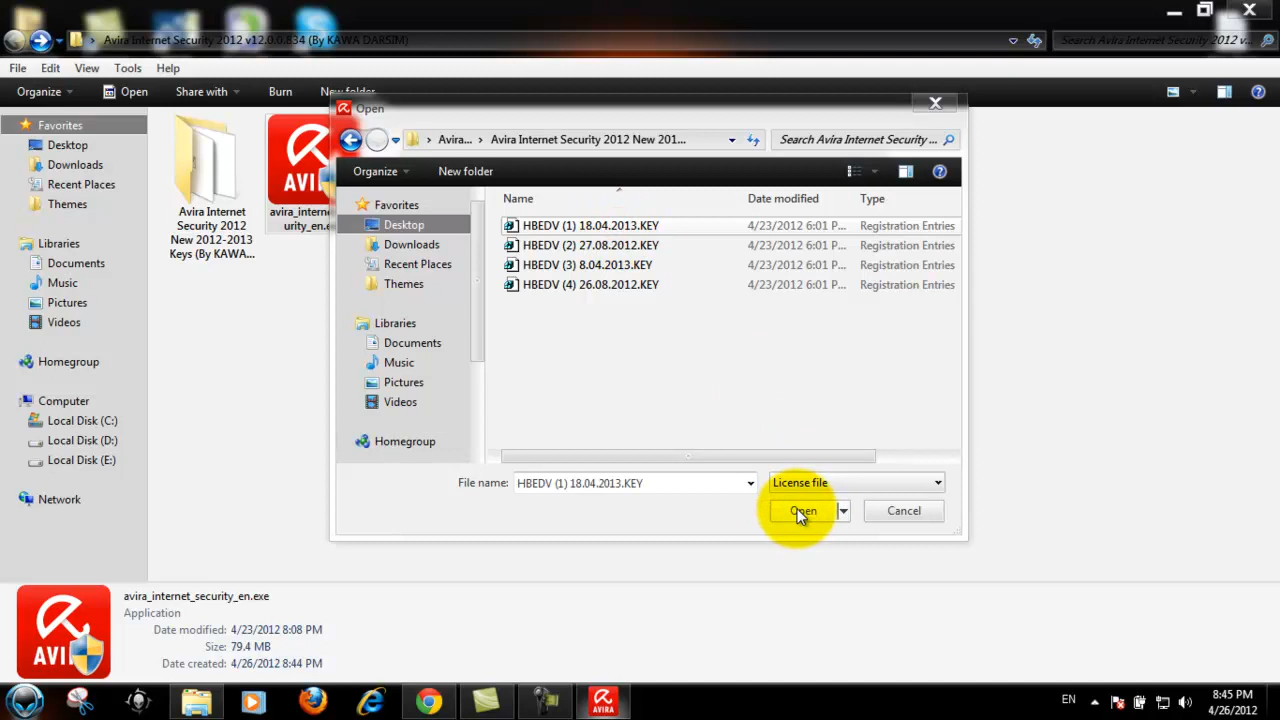 Avira Internet Security 2012 v12.0.0.834 (By KAWA DARSIM)
Search Avira Internet Security 2012 v...
File Edit View Tools Help
Organize Open Share with Burn New folder
Favorites
Desktop
Downloads
Recent Places
Themes
Libraries
Documents
Music
Pictures
Videos
Homegroup
Computer
Local Disk (C:)
Local Disk (D:)
Local Disk (E:)
Network
Avira Internet
Security 2012
New 2012-2013
Keys (By KAWA...
AVIRA
avira_intern
urity_en.e
Open
Avira... Avira Internet Security 2012 New 201...
Search Avira Internet Security ...
Organize New folder
Favorites
Desktop
Downloads
Recent Places
Themes
Libraries
Documents
Music
Pictures
Videos
Homegroup
Name Date modified Type
HBEDV (1) 18.04.2013.KEY 4/23/2012 6:01 P... Registration Entries
HBEDV (2) 27.08.2012.KEY 4/23/2012 6:01 P... Registration Entries
HBEDV (3) 8.04.2013.KEY 4/23/2012 6:01 P... Registration Entries
HBEDV (4) 26.08.2012.KEY 4/23/2012 6:01 P... Registration Entries
File name: HBEDV (1) 18.04.2013.KEY License file
Open Cancel
AVI
avira_internet_security_en.exe
Application
Date modified: 4/23/2012 8:08 PM
Size: 79.4 MB
Date created: 4/26/2012 8:44 PM
AVIRA
EN
8:45 PM
4/26/2012